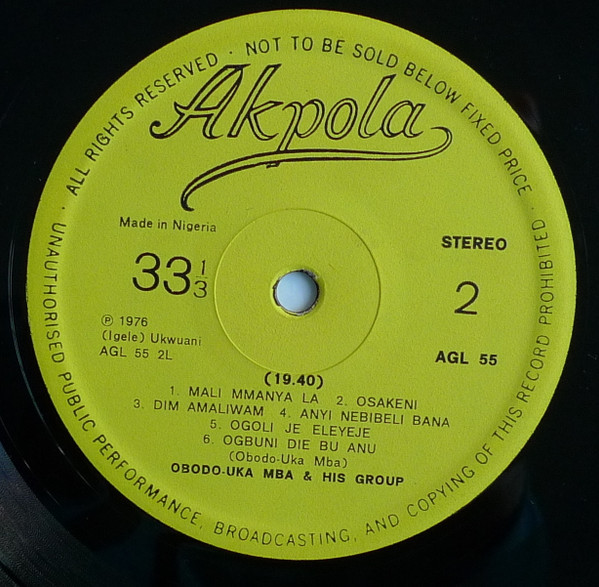 UNAUTHORISED PUBLIC PERFORMANCE, BROADCASTING, AND COPYING OF THIS RECORD PROHIBITED · ALL RIGHTS RESERVED · NOT TO BE SOLD BELOW FIXED PRICE ·
Akpola
Made in Nigeria
STEREO
33 1/3
2
℗ 1976
(Igele) Ukwuani
AGL 55 2L
AGL 55
(19.40)
1. MALI MMANYA LA 2. OSAKENI
3. DIM AMALIWAM 4. ANYI NEBIBELI BANA
5. OGOLI JE ELEYEJE
6. OGBUNI DIE BU ANU
(Obodo-Uka Mba)
OBODO-UKA MBA & HIS GROUP